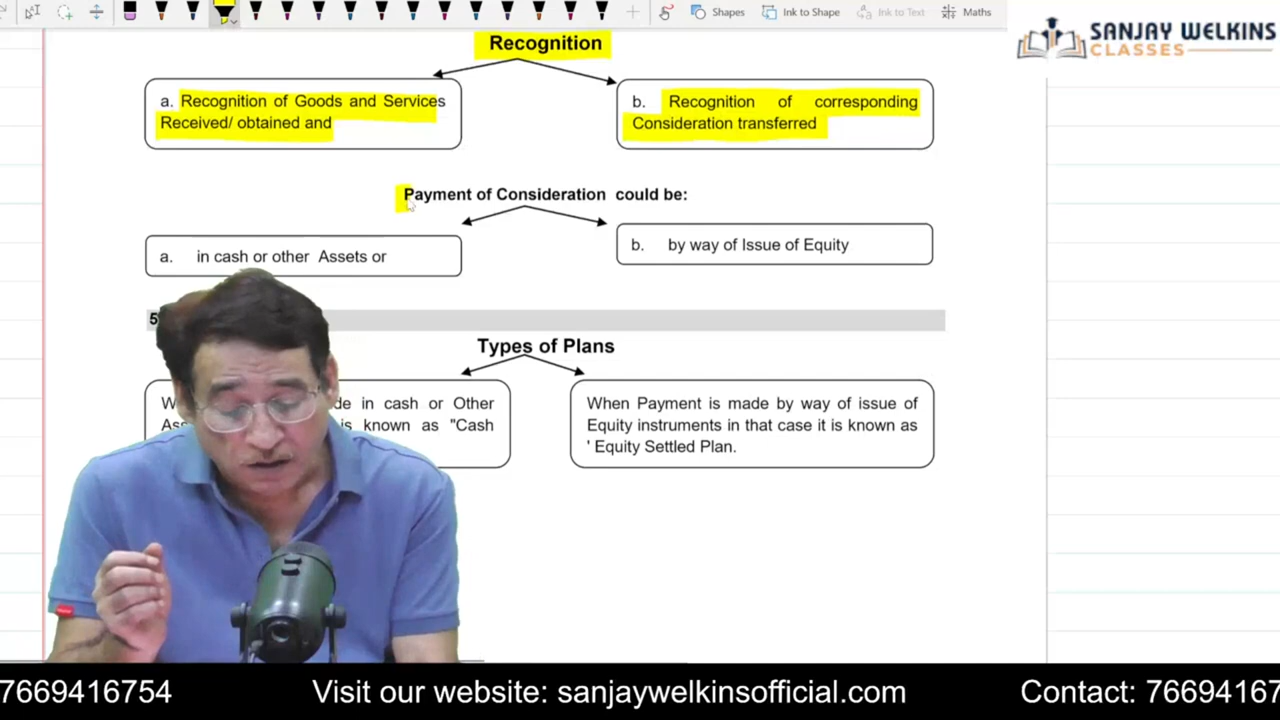 Shapes
Ink to Shape
Ink to Text
Maths
SANJAY WELKINS
CLASSES
Recognition
a. Recognition of Goods and Services
Received/ obtained and
b. Recognition of corresponding
Consideration transferred
Payment of Consideration could be:
a. in cash or other Assets or
b. by way of Issue of Equity
5
Types of Plans
de in cash or Other
is known as "Cash
When Payment is made by way of issue of
Equity instruments in that case it is known as
' Equity Settled Plan.
7669416754
Visit our website: sanjaywelkinsofficial.com
Contact: 76694167